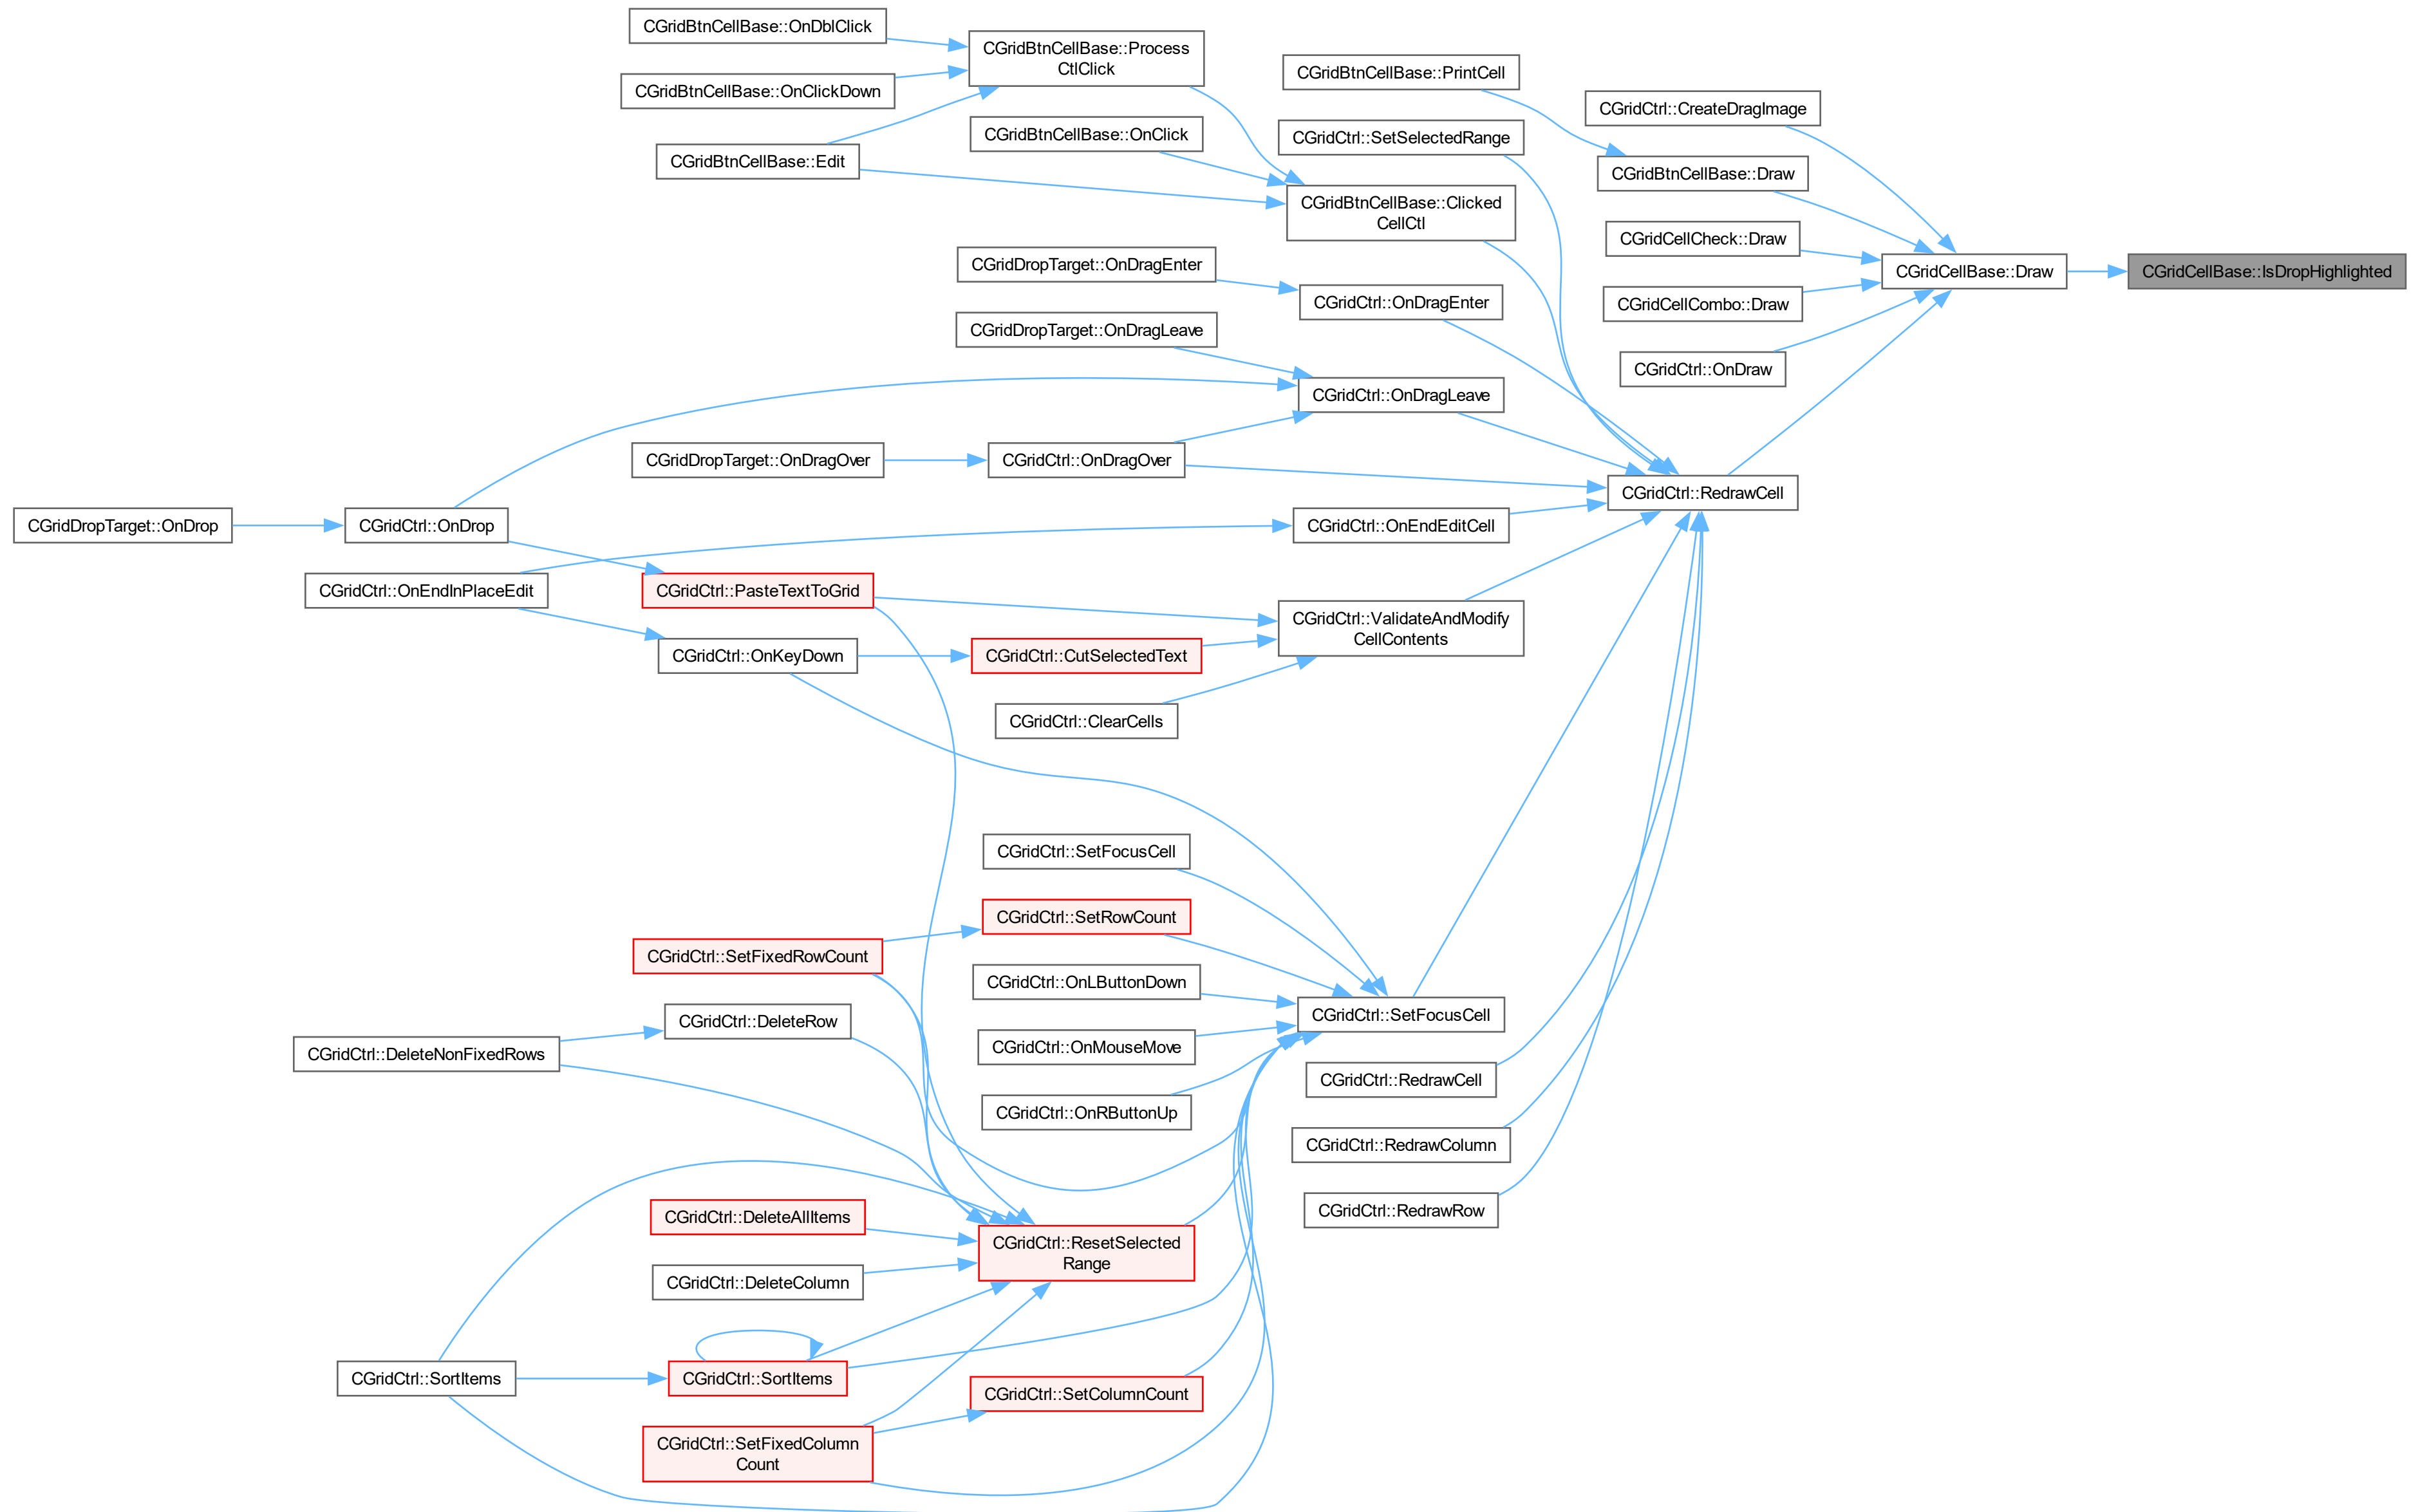 CGridBtnCellBase::OnDblClick
CGridBtnCellBase::Process
CtlClick
CGridBtnCellBase::PrintCell
CGridBtnCellBase::OnClickDown
CGridCtrl::CreateDragImage
CGridBtnCellBase::OnClick
CGridCtrl::SetSelectedRange
CGridBtnCellBase::Edit
CGridBtnCellBase::Draw
CGridBtnCellBase::Clicked
CellCtl
CGridCellCheck::Draw
CGridDropTarget::OnDragEnter
CGridCellBase::Draw
CGridCellBase::IsDropHighlighted
CGridCtrl::OnDragEnter
CGridCellCombo::Draw
CGridDropTarget::OnDragLeave
CGridCtrl::OnDraw
CGridCtrl::OnDragLeave
CGridDropTarget::OnDragOver
CGridCtrl::OnDragOver
CGridCtrl::RedrawCell
CGridDropTarget::OnDrop
CGridCtrl::OnDrop
CGridCtrl::OnEndEditCell
CGridCtrl::OnEndInPlaceEdit
CGridCtrl::PasteTextToGrid
CGridCtrl::ValidateAndModify
CellContents
CGridCtrl::OnKeyDown
CGridCtrl::CutSelectedText
CGridCtrl::ClearCells
CGridCtrl::SetFocusCell
CGridCtrl::SetRowCount
CGridCtrl::SetFixedRowCount
CGridCtrl::OnLButtonDown
CGridCtrl::SetFocusCell
CGridCtrl::DeleteRow
CGridCtrl::OnMouseMove
CGridCtrl::DeleteNonFixedRows
CGridCtrl::RedrawCell
CGridCtrl::OnRButtonUp
CGridCtrl::RedrawColumn
CGridCtrl::DeleteAllItems
CGridCtrl::RedrawRow
CGridCtrl::ResetSelected
Range
CGridCtrl::DeleteColumn
CGridCtrl::SortItems
CGridCtrl::SortItems
CGridCtrl::SetColumnCount
CGridCtrl::SetFixedColumn
Count